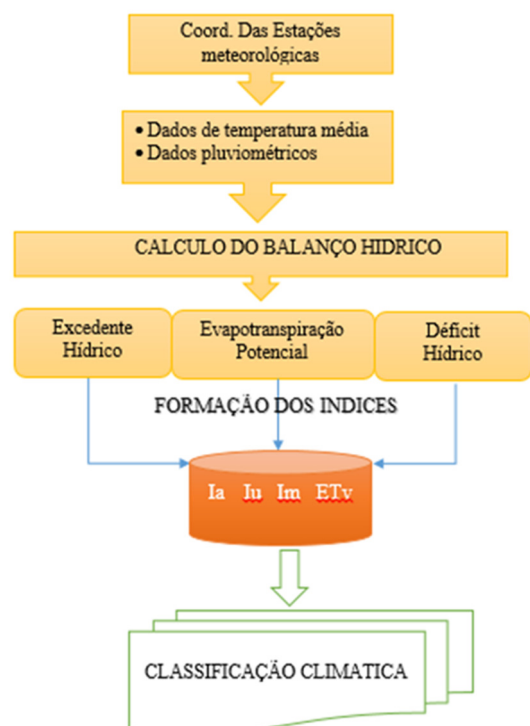 Coord. Das Estações
meteorológicas
• Dados de temperatura média
• Dados pluviométricos
CALCULO DO BALANÇO HIDRICO
Excedente
Hídrico
Evapotranspiração
Potencial
Déficit
Hídrico
FORMAÇÃO DOS INDICES
Ia Iu Im ETv
CLASSIFICAÇÃO CLIMATICA